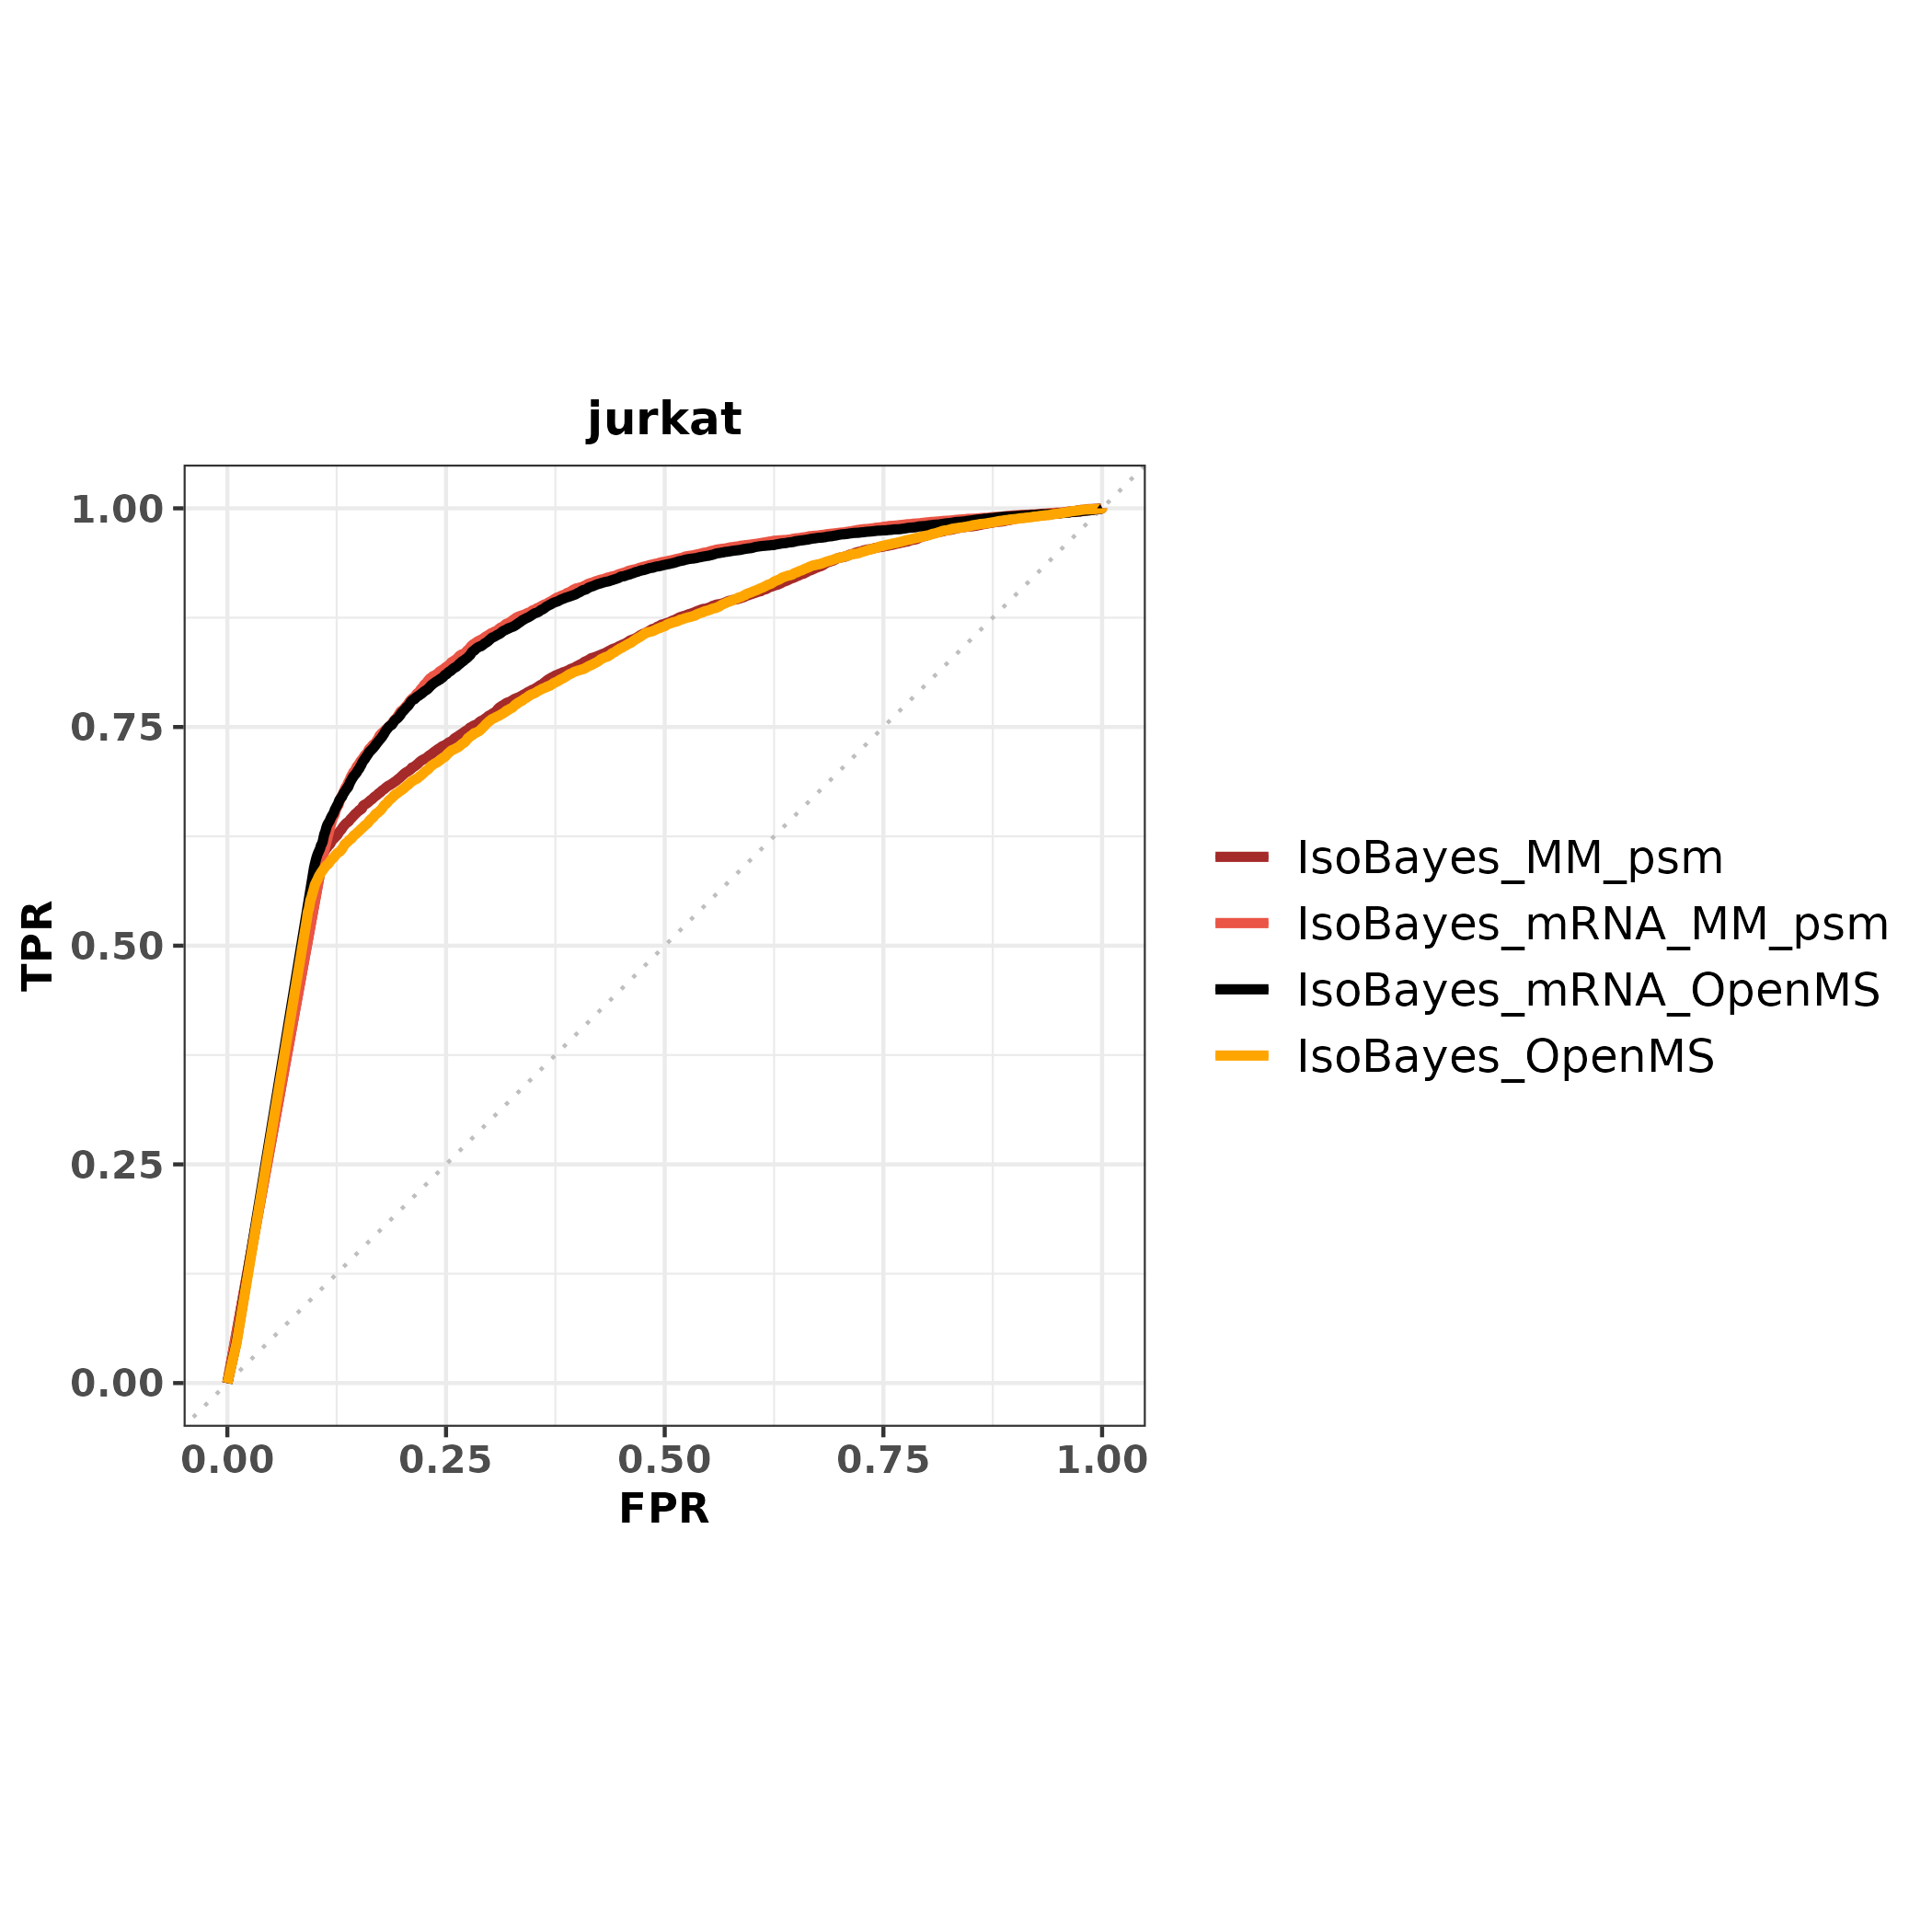 jurkat
1.00
0.75
0.50
0.25
0.00
TPR
0.00 0.25 0.50 0.75 1.00
FPR
IsoBayes_MM_psm
IsoBayes_mRNA_MM_psm
IsoBayes_mRNA_OpenMS
IsoBayes_OpenMS